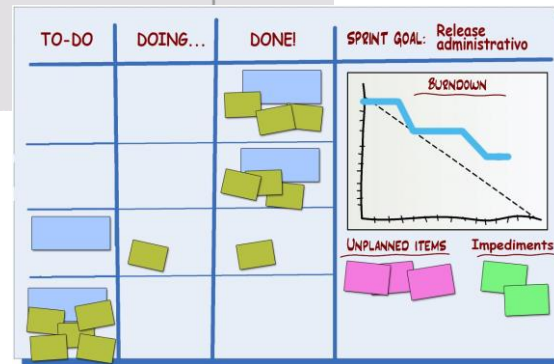 TO-DO
DOING...
DONE!
SPRINT GOAL: Release
administrativo
BURNDOWN
UNPLANNED ITEMS
Impediments